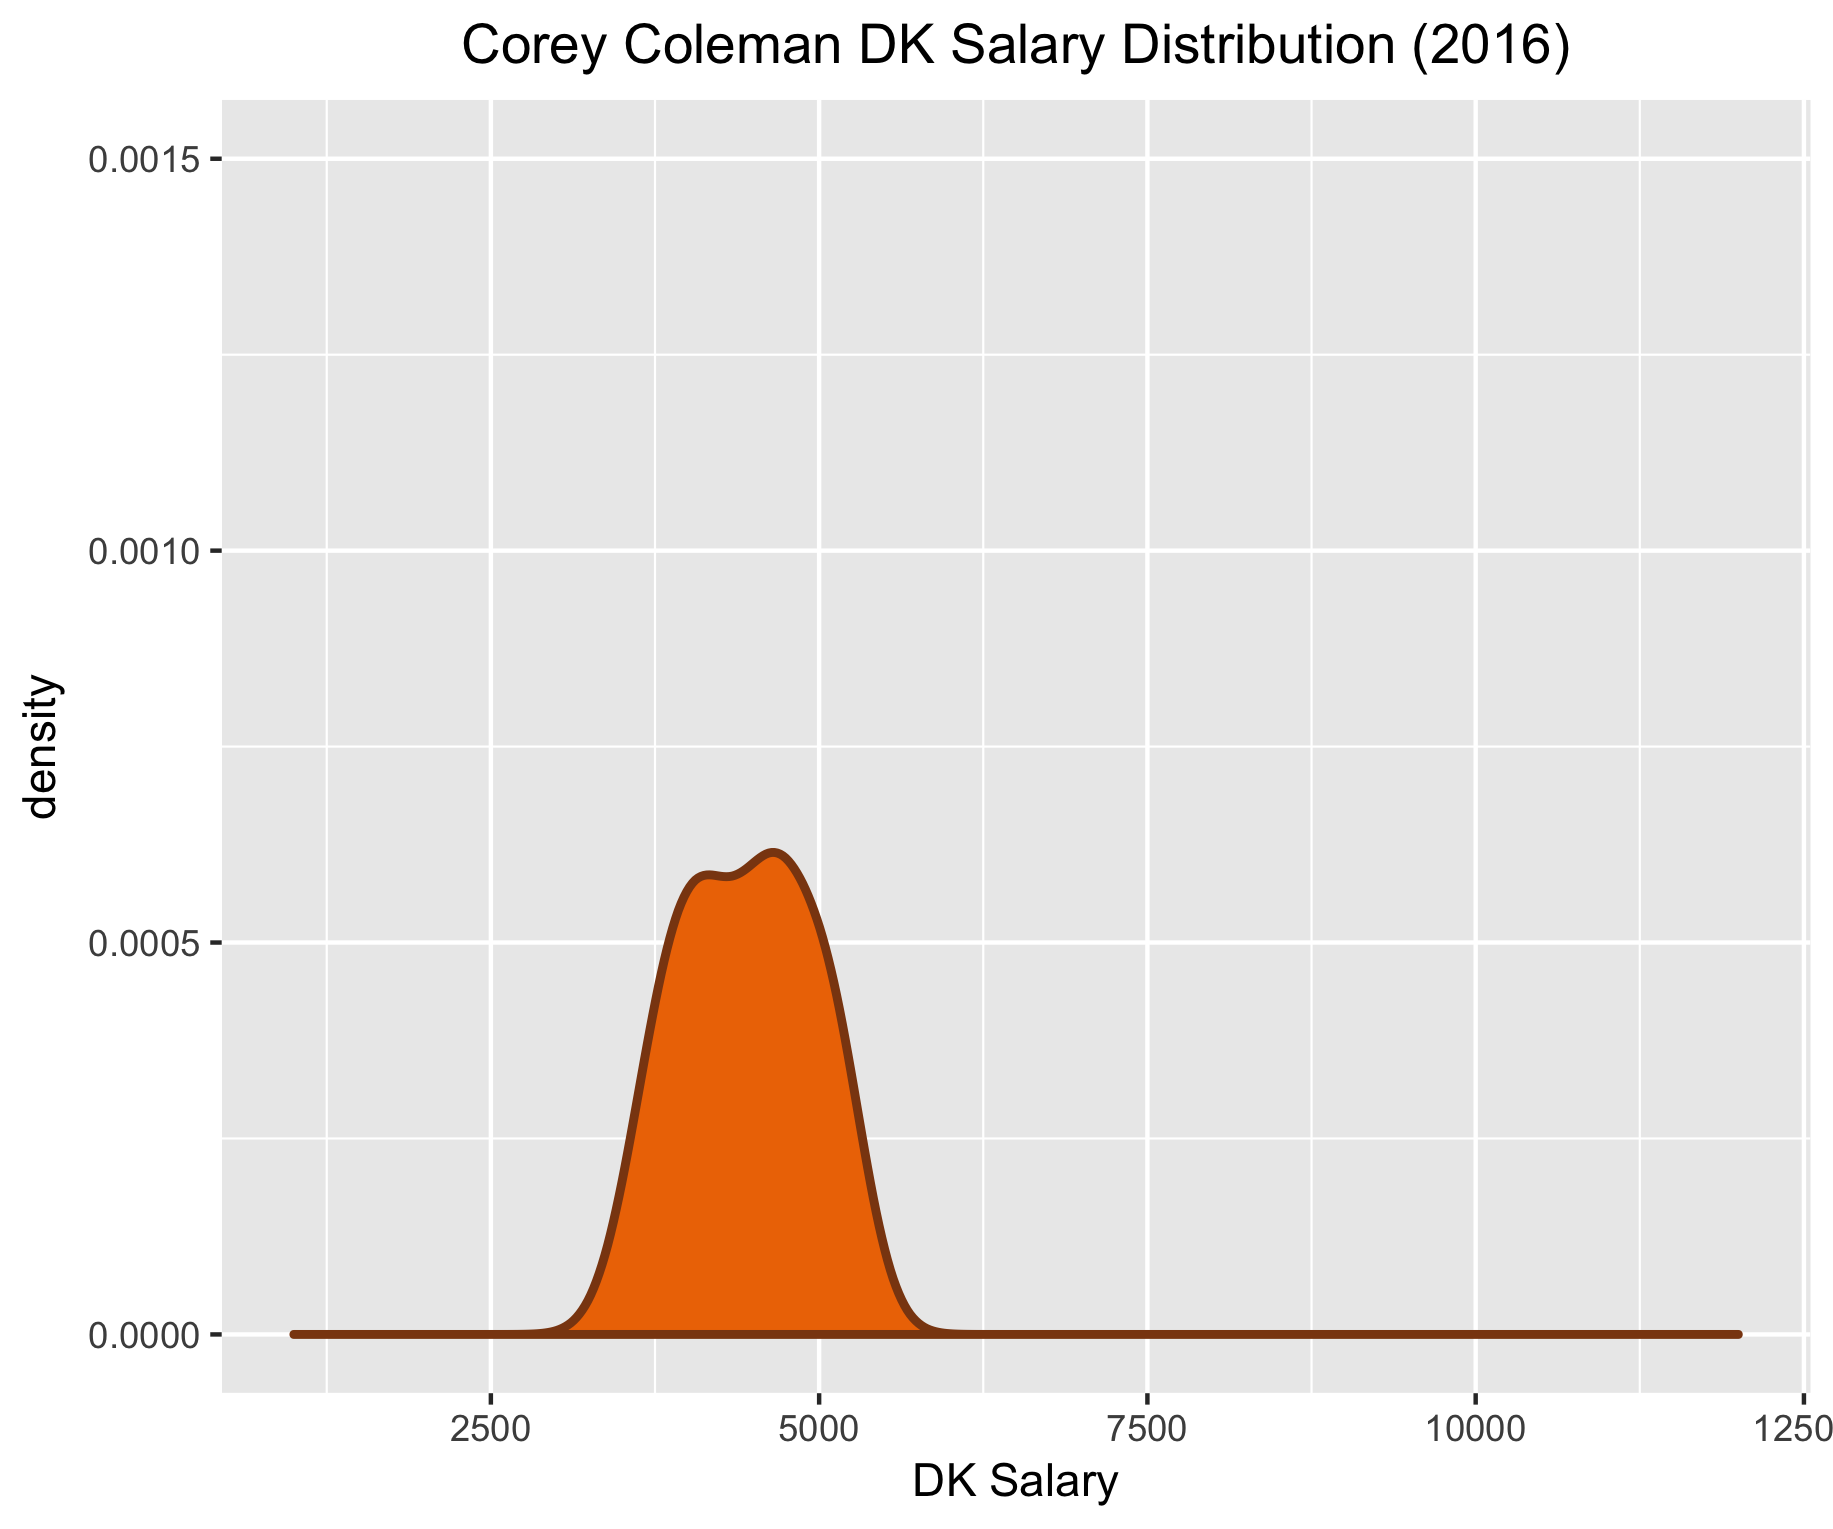 Corey Coleman DK Salary Distribution (2016)
0.0015
0.0010
density
0.0005
0.0000
2500 5000 7500 10000 1250
DK Salary